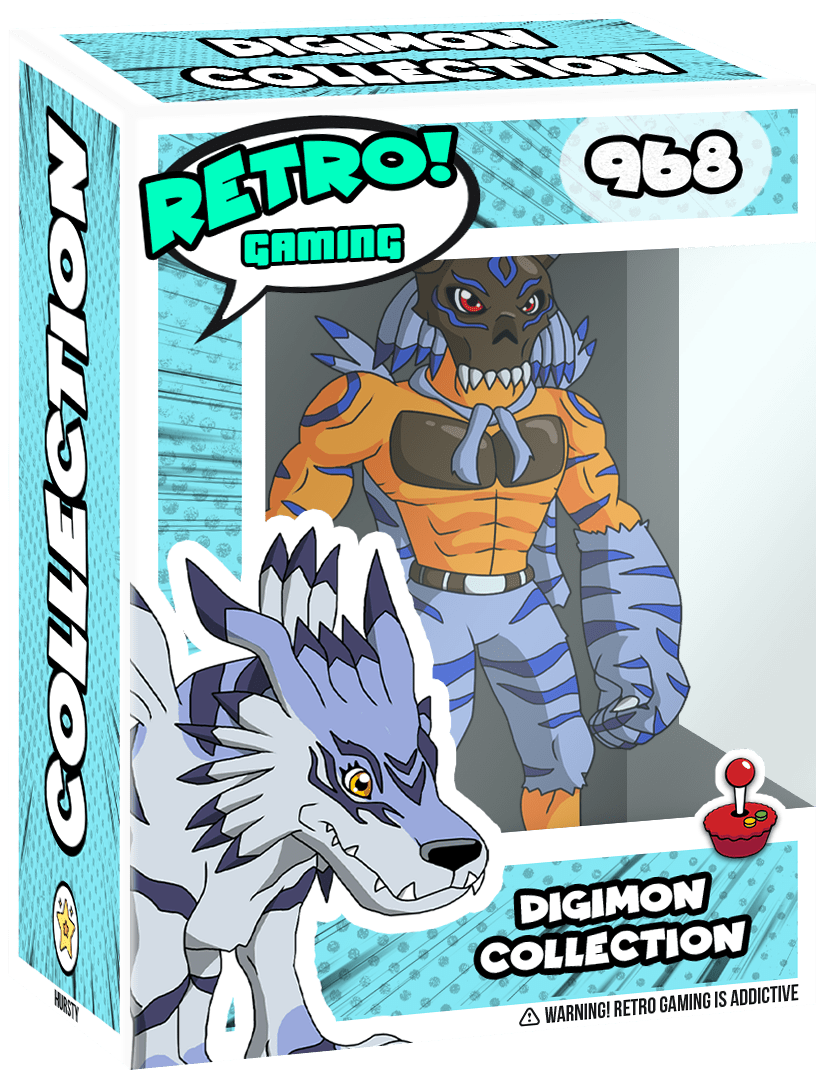 DIGIMON
COLLECTION
COLLECTION
RETRO!
GAMING
968
DIGIMON
COLLECTION
HURSTY
WARNING! RETRO GAMING IS ADDICTIVE